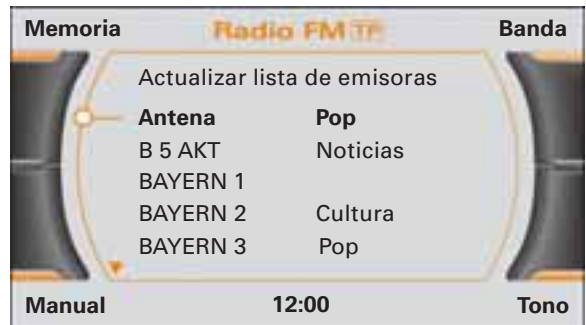 Memoria Radio FM TP Banda
Actualizar lista de emisoras
Antena Pop
B 5 AKT Noticias
BAYERN 1
BAYERN 2 Cultura
BAYERN 3 Pop
Manual 12:00 Tono